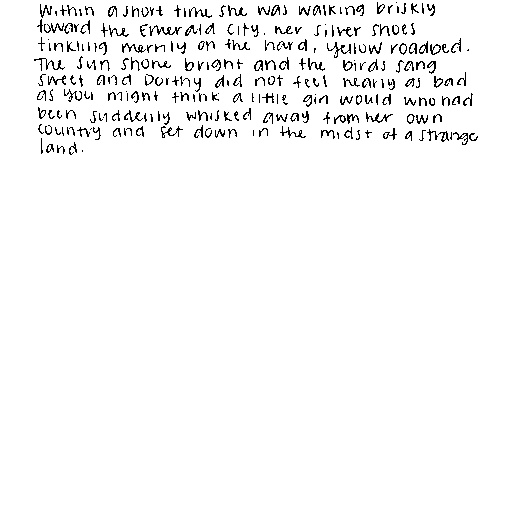 Within a short time she was walking briskly
toward the Emerald City, her silver shoes
tinkling merrily on the hard, yellow roadbed.
The sun shone bright and the birds sang
sweet and Dorthy did not feel nearly as bad
as you might think a little girl would who had
been suddenly whisked away from her own
country and set down in the midst of a strange
land.